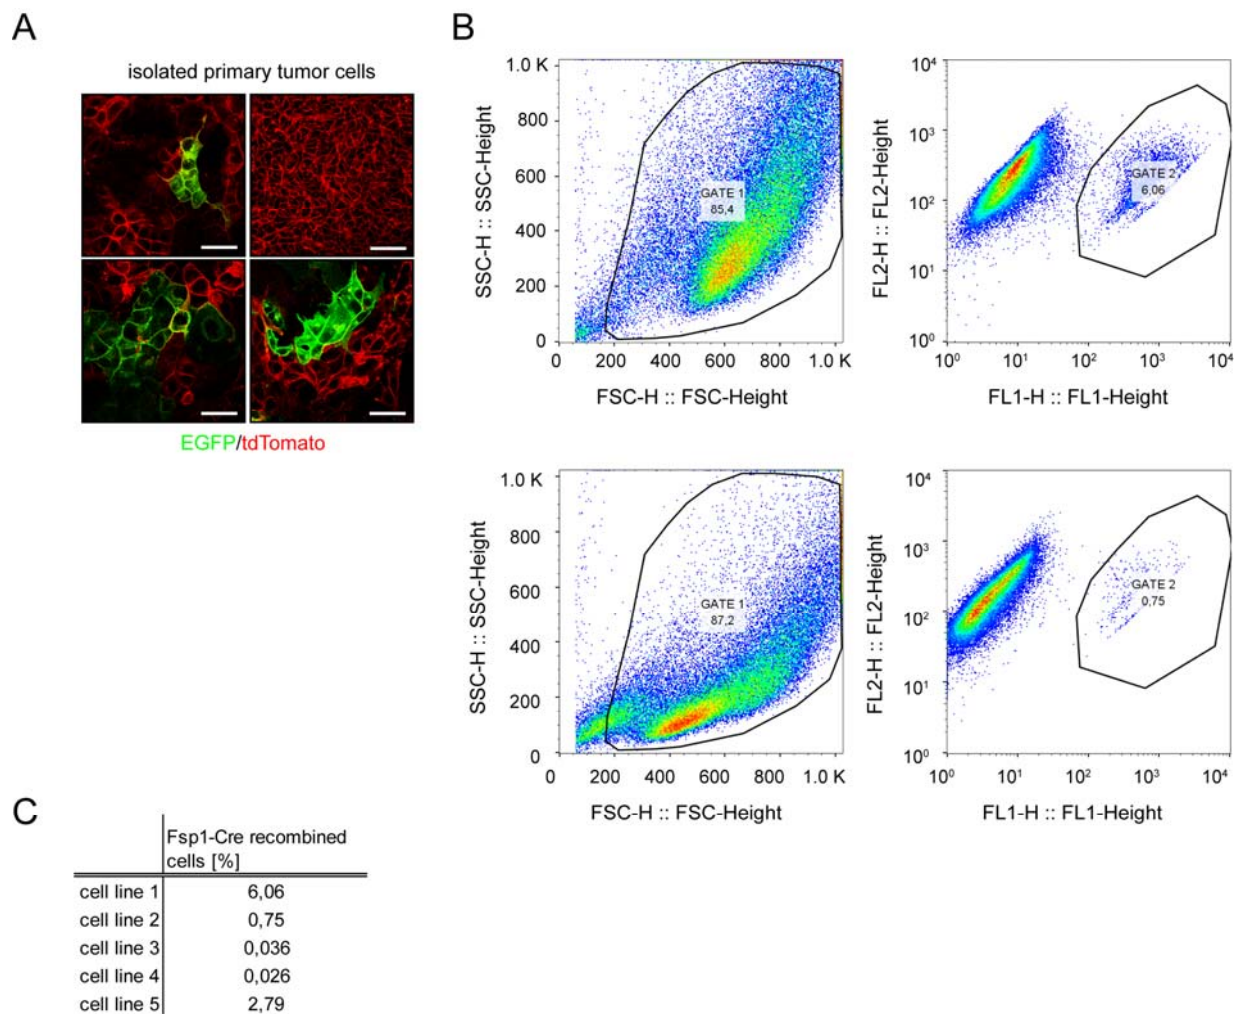 A
isolated primary tumor cells
EGFP/tdTomato
B
1.0 K
800
600
400
200
0
SSC-H :: SSC-Height
GATE 1
85,4
0
200
400
600
800
1.0 K
FSC-H :: FSC-Height
10⁴
10³
10²
10¹
10⁰
FL2-H :: FL2-Height
GATE 2
6,06
10⁰
10¹
10²
10³
10⁴
FL1-H :: FL1-Height
1.0 K
800
600
400
200
0
SSC-H :: SSC-Height
GATE 1
87,2
0
200
400
600
800
1.0 K
FSC-H :: FSC-Height
10⁴
10³
10²
10¹
10⁰
FL2-H :: FL2-Height
GATE 2
0,75
10⁰
10¹
10²
10³
10⁴
FL1-H :: FL1-Height
C
Fsp1-Cre recombined
cells [%]
cell line 1 6,06
cell line 2 0,75
cell line 3 0,036
cell line 4 0,026
cell line 5 2,79